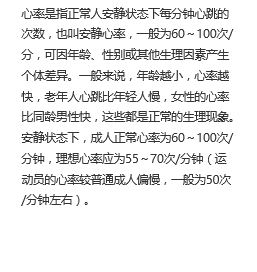 心率是指正常人安静状态下每分钟心跳的
次数，也叫安静心率，一般为60～100次/
分，可因年龄、性别或其他生理因素产生
个体差异。一般来说，年龄越小，心率越
快，老年人心跳比年轻人慢，女性的心率
比同龄男性快，这些都是正常的生理现象。
安静状态下，成人正常心率为60～100次/
分钟，理想心率应为55～70次/分钟（运
动员的心率较普通成人偏慢，一般为50次
/分钟左右）。